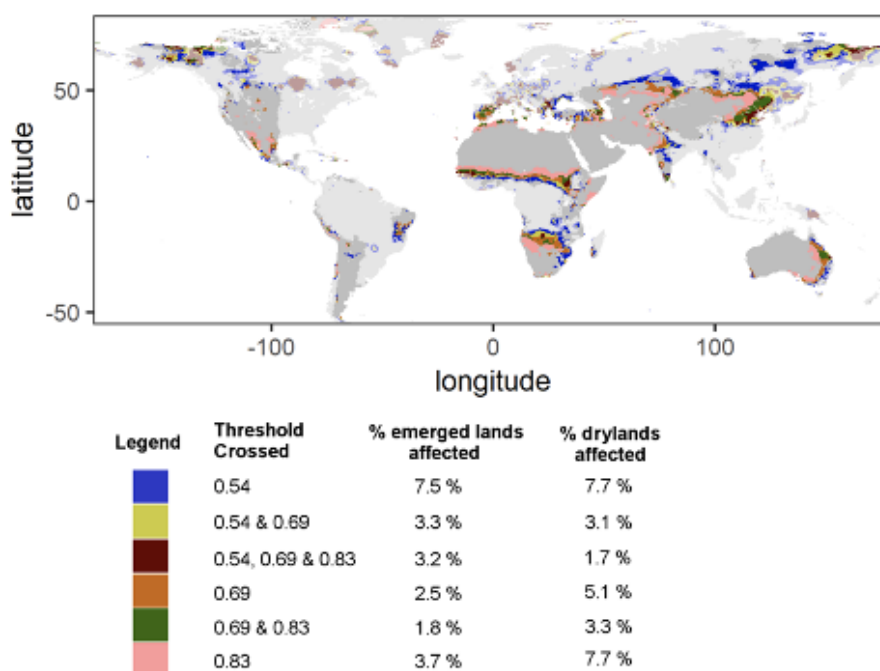 latitude
50
0
-50
-100
0
100
longitude
Legend
Threshold Crossed
% emerged lands affected
% drylands affected
0.54
7.5 %
7.7 %
0.54 & 0.69
3.3 %
3.1 %
0.54, 0.69 & 0.83
3.2 %
1.7 %
0.69
2.5 %
5.1 %
0.69 & 0.83
1.8 %
3.3 %
0.83
3.7 %
7.7 %